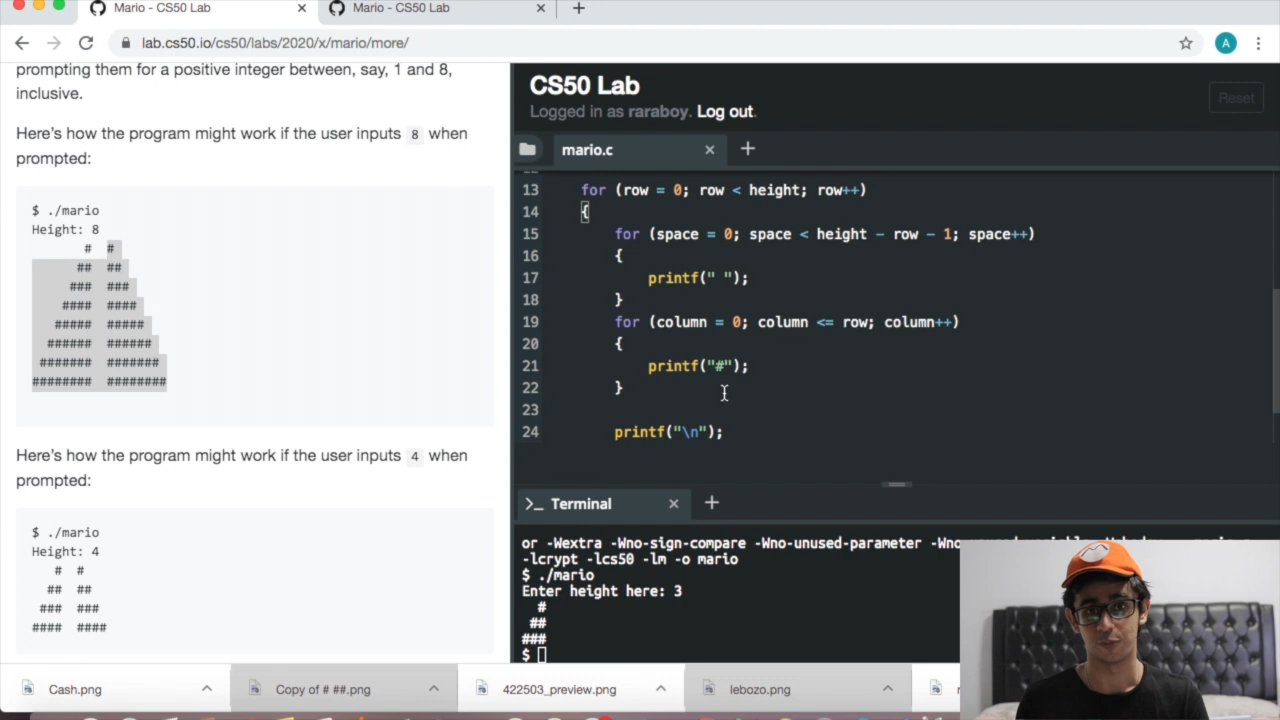 Mario - CS50 Lab
Mario - CS50 Lab
lab.cs50.io/cs50/labs/2020/x/mario/more/
A
prompting them for a positive integer between, say, 1 and 8,
inclusive.
Here's how the program might work if the user inputs 8 when
prompted:
$ ./mario
Height: 8
       #  #
      ##  ##
     ###  ###
    ####  ####
   #####  #####
  ######  ######
 #######  #######
########  ########
Here's how the program might work if the user inputs 4 when
prompted:
$ ./mario
Height: 4
   #  #
  ##  ##
 ###  ###
####  ####
CS50 Lab
Logged in as raraboy. Log out.
Reset
mario.c
13 for (row = 0; row < height; row++)
14 {
15 for (space = 0; space < height - row - 1; space++)
16 {
17 printf(" ");
18 }
19 for (column = 0; column <= row; column++)
20 {
21 printf("#");
22 }
23
24 printf("\n");
>_ Terminal
or -Wextra -Wno-sign-compare -Wno-unused-parameter
-lcrypt -lcs50 -lm -o mario
$ ./mario
Enter height here: 3
  #
 ##
###
$
Cash.png
Copy of # ##.png
422503_preview.png
lebozo.png